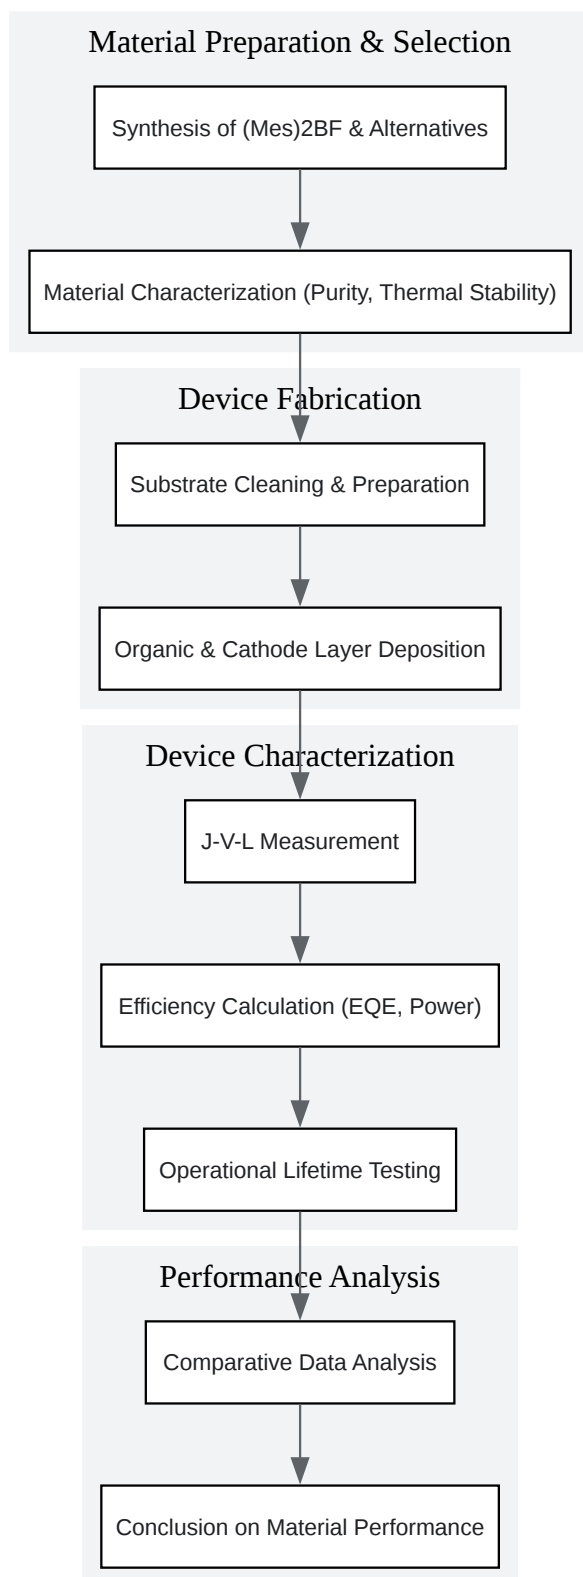 Material Preparation & Selection
Synthesis of (Mes)2BF & Alternatives
Material Characterization (Purity, Thermal Stability)
Device Fabrication
Substrate Cleaning & Preparation
Organic & Cathode Layer Deposition
Device Characterization
J-V-L Measurement
Efficiency Calculation (EQE, Power)
Operational Lifetime Testing
Performance Analysis
Comparative Data Analysis
Conclusion on Material Performance